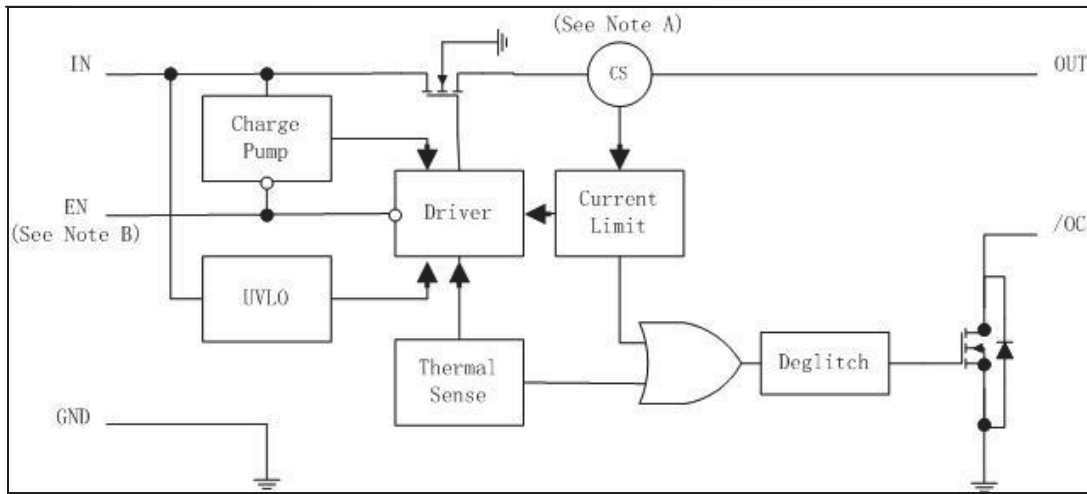 (See Note A)
IN
CS
OUT
Charge
Pump
EN
(See Note B)
Driver
Current
Limit
/OC
UVLO
Thermal
Sense
Deglitch
GND